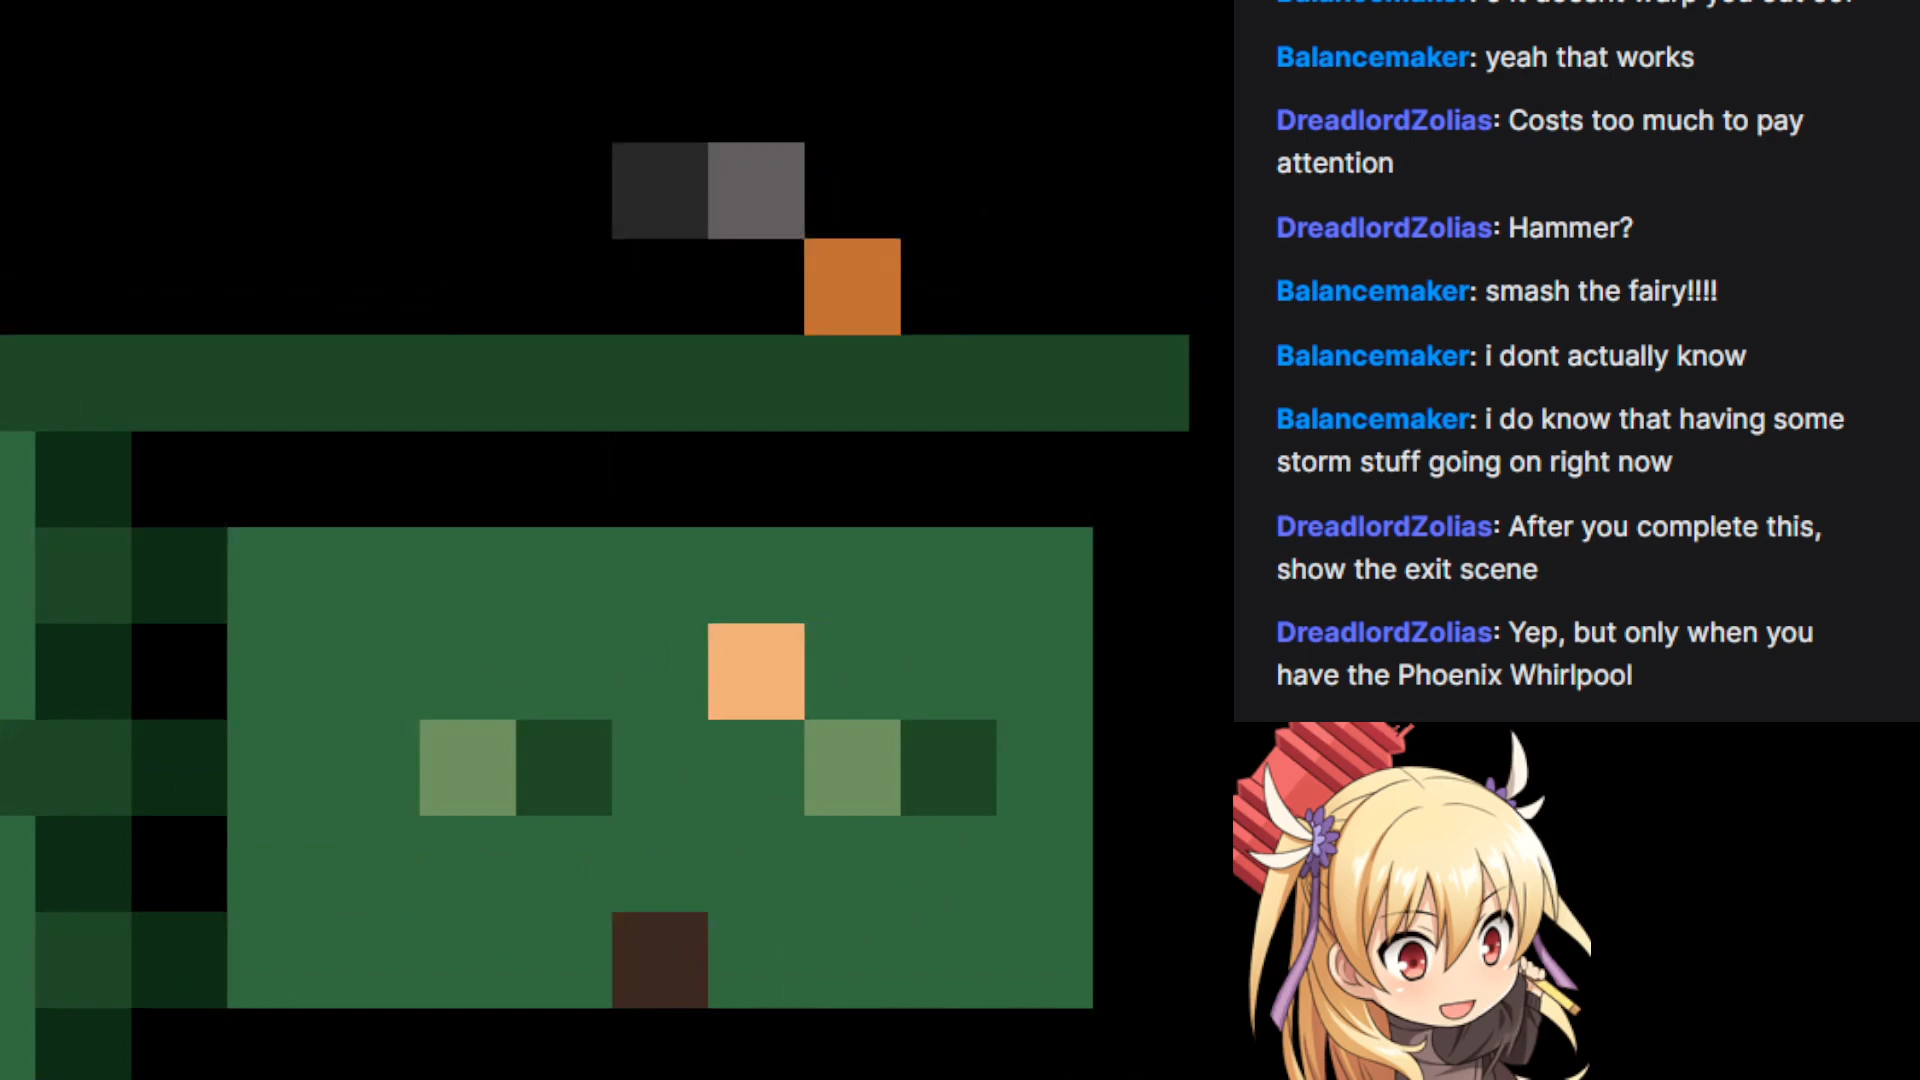 Balancemaker: yeah that works
DreadlordZolias: Costs too much to pay
attention
DreadlordZolias: Hammer?
Balancemaker: smash the fairy!!!!
Balancemaker: i dont actually know
Balancemaker: i do know that having some
storm stuff going on right now
DreadlordZolias: After you complete this,
show the exit scene
DreadlordZolias: Yep, but only when you
have the Phoenix Whirlpool